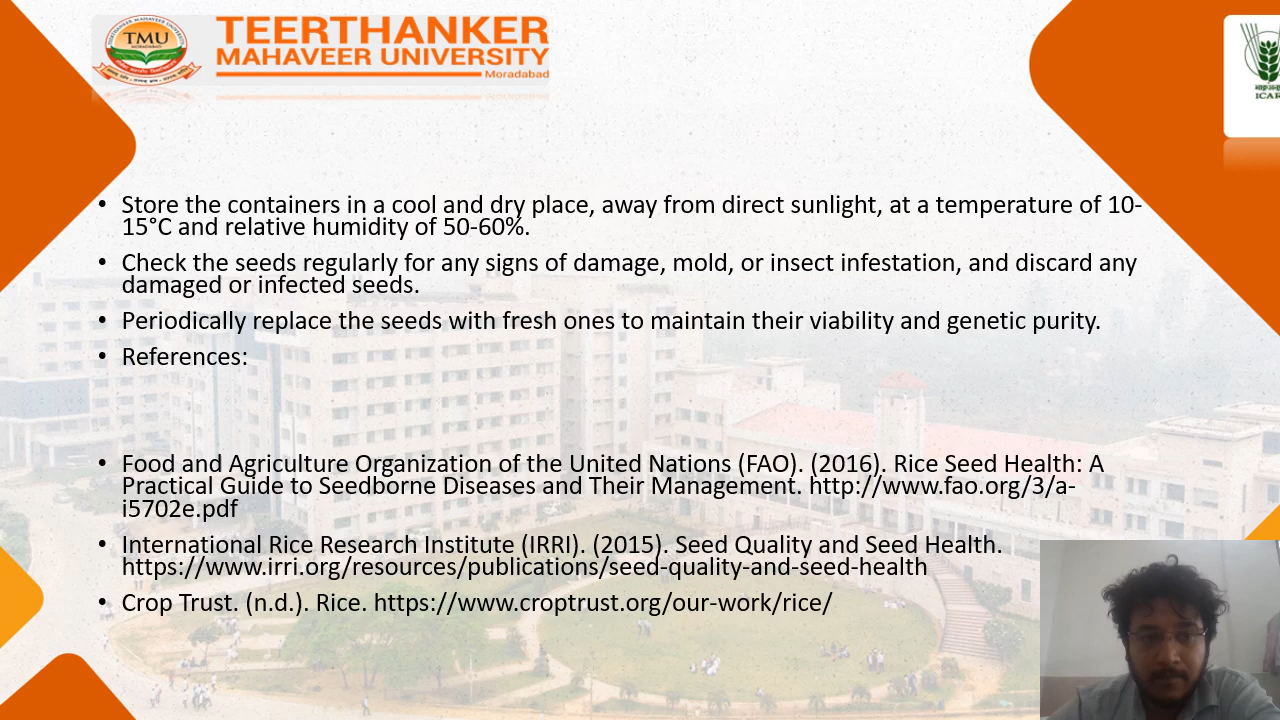 TMU
MORADABAD
TEERTHANKER
MAHAVEER UNIVERSITY
Moradabad
ICAR
• Store the containers in a cool and dry place, away from direct sunlight, at a temperature of 10-
15°C and relative humidity of 50-60%.
• Check the seeds regularly for any signs of damage, mold, or insect infestation, and discard any
damaged or infected seeds.
• Periodically replace the seeds with fresh ones to maintain their viability and genetic purity.
• References:
• Food and Agriculture Organization of the United Nations (FAO). (2016). Rice Seed Health: A
Practical Guide to Seedborne Diseases and Their Management. http://www.fao.org/3/a-
i5702e.pdf
• International Rice Research Institute (IRRI). (2015). Seed Quality and Seed Health.
https://www.irri.org/resources/publications/seed-quality-and-seed-health
• Crop Trust. (n.d.). Rice. https://www.croptrust.org/our-work/rice/